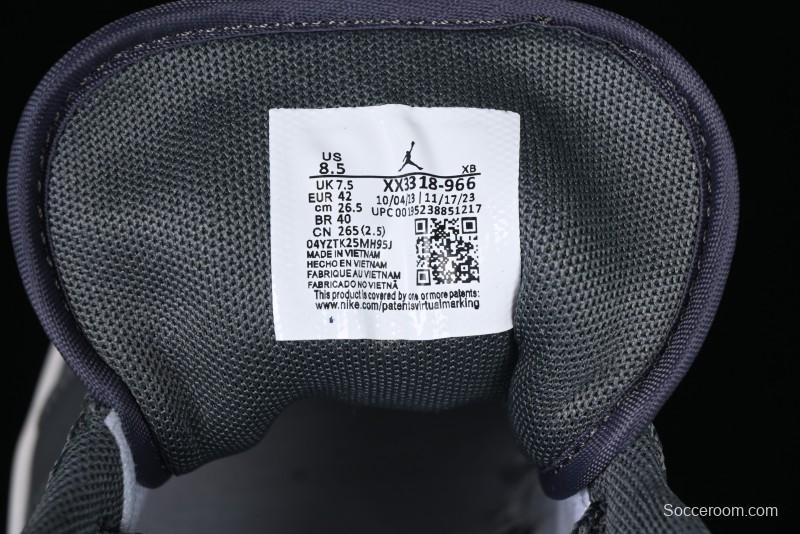 US
8.5
XB
UK 7.5
XX3318-966
EUR 42
10/04/23 | 11/17/23
cm 26.5
UPC 00195238851217
BR 40
CN 265 (2.5)
04YZTK25MH95J
MADE IN VIETNAM
HECHO EN VIETNAM
FABRIQUE AU VIETNAM
FABRICADO NO VIETNÃ
This product is covered by one or more patents:
www.nike.com/patentsvirtualmarking
Socceroom.com